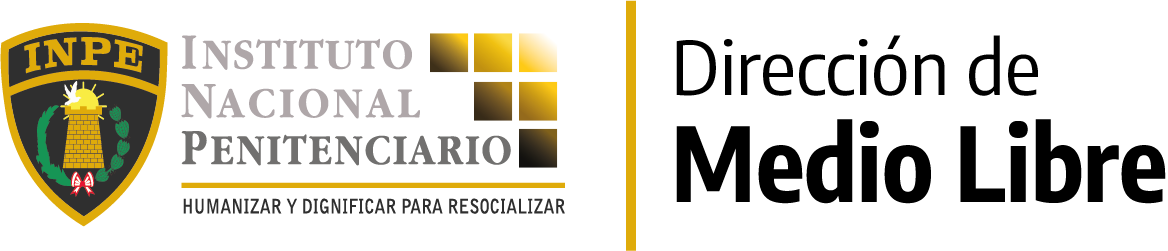 INPE
INSTITUTO
NACIONAL
PENITENCIARIO
HUMANIZAR Y DIGNIFICAR PARA RESOCIALIZAR
Dirección de
Medio Libre